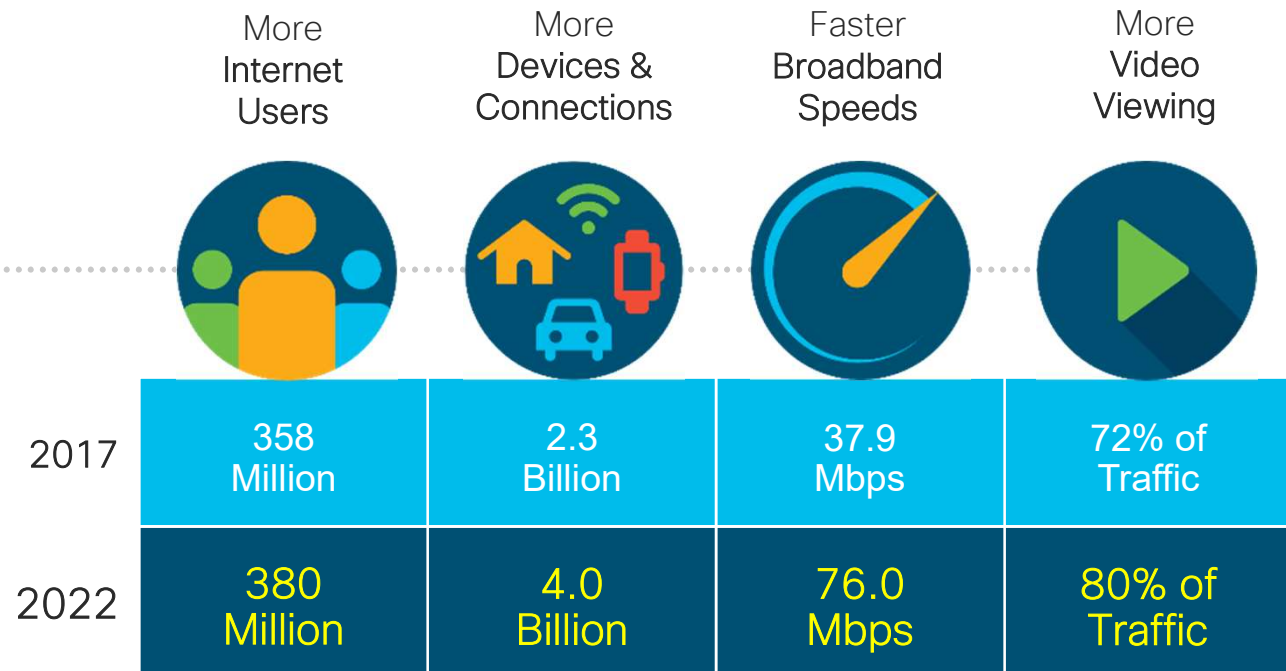 More
Internet
Users
More
Devices &
Connections
Faster
Broadband
Speeds
More
Video
Viewing
2017
358
Million
2.3
Billion
37.9
Mbps
72% of
Traffic
2022
380
Million
4.0
Billion
76.0
Mbps
80% of
Traffic